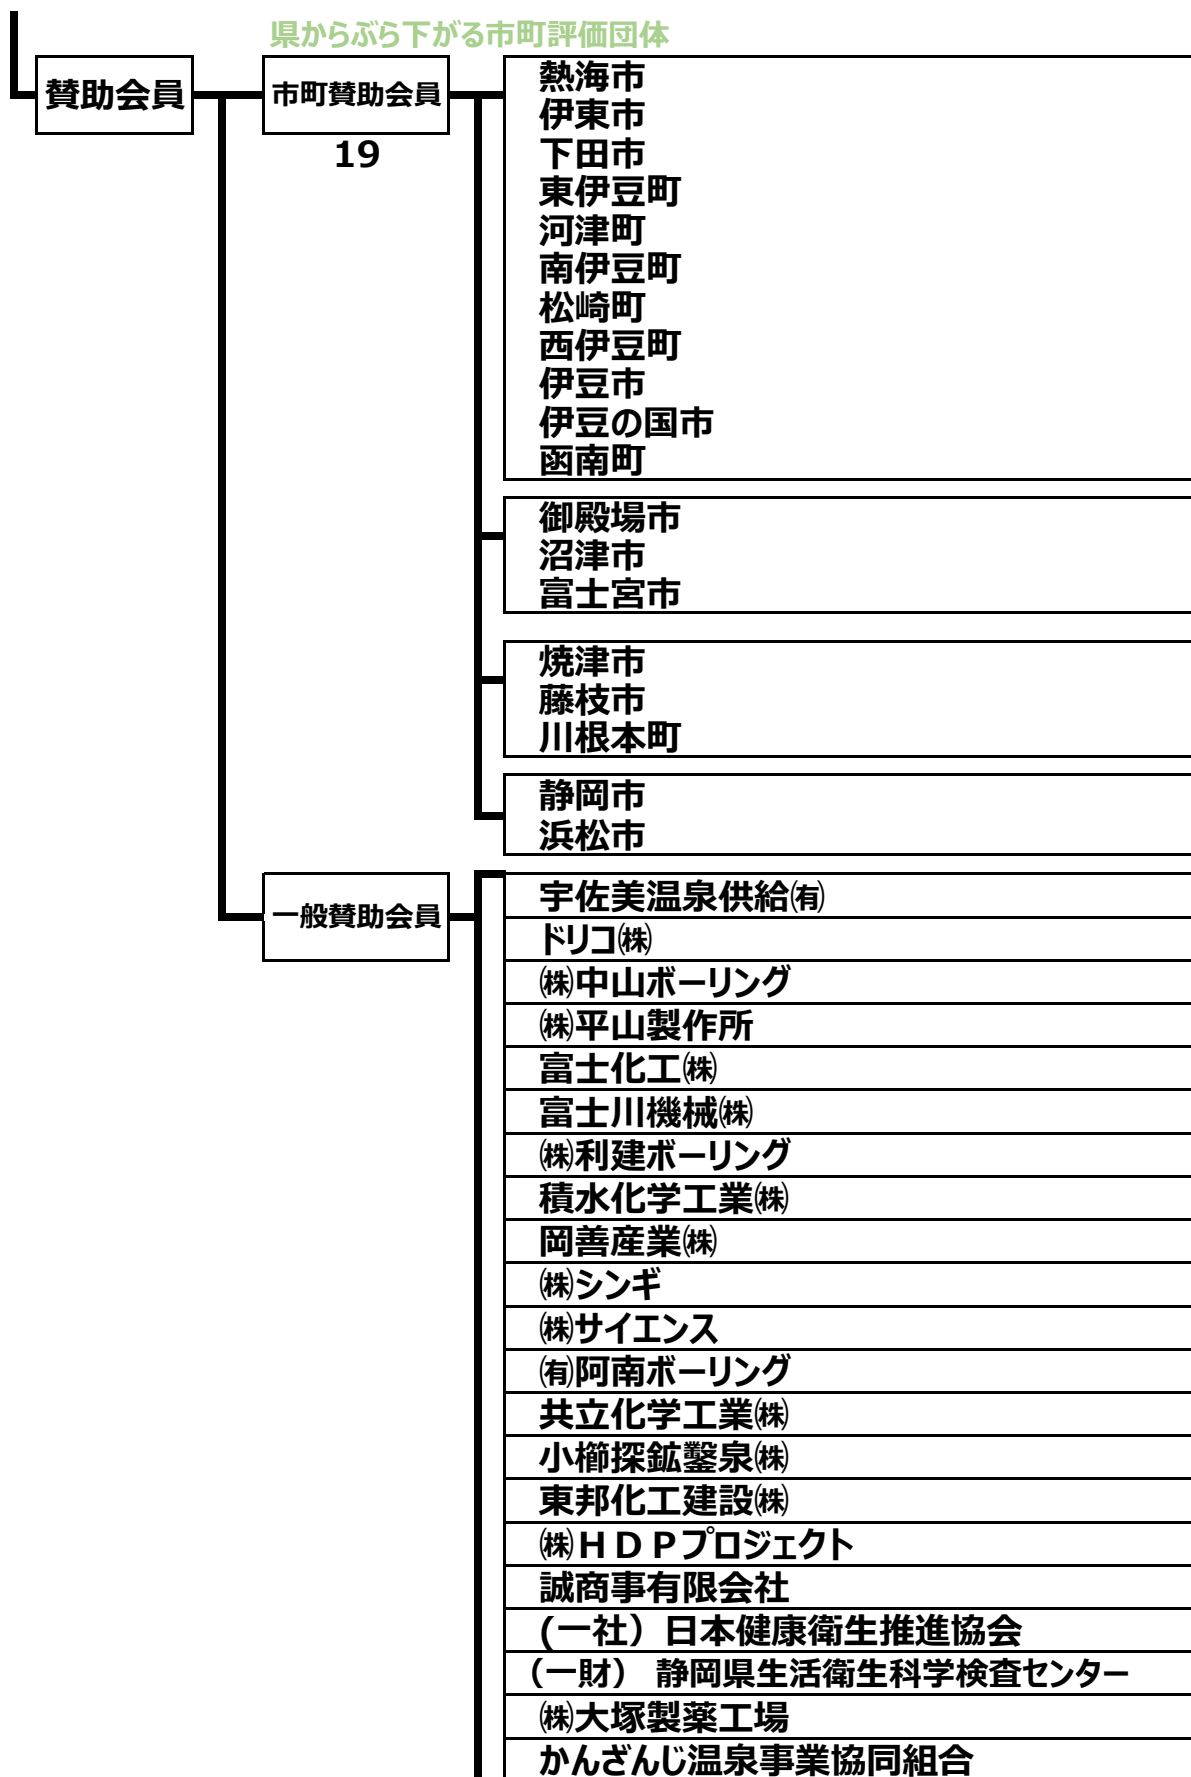 県からぶら下がる市町評価団体
賛助会員
市町賛助会員
19
熱海市
伊東市
下田市
東伊豆町
河津町
南伊豆町
松崎町
西伊豆町
伊豆市
伊豆の国市
函南町
御殿場市
沼津市
富士宮市
焼津市
藤枝市
川根本町
静岡市
浜松市
一般賛助会員
宇佐美温泉供給㈲
ドリコ㈱
㈱中山ボーリング
㈱平山製作所
富士化工㈱
富士川機械㈱
㈱利建ボーリング
積水化学工業㈱
岡善産業㈱
㈱シンギ
㈱サイエンス
㈲阿南ボーリング
共立化学工業㈱
小櫛探鉱鑿泉㈱
東邦化工建設㈱
㈱ＨＤＰプロジェクト
誠商事有限会社
(一社）日本健康衛生推進協会
（一財） 静岡県生活衛生科学検査センター
㈱大塚製薬工場
かんざんじ温泉事業協同組合